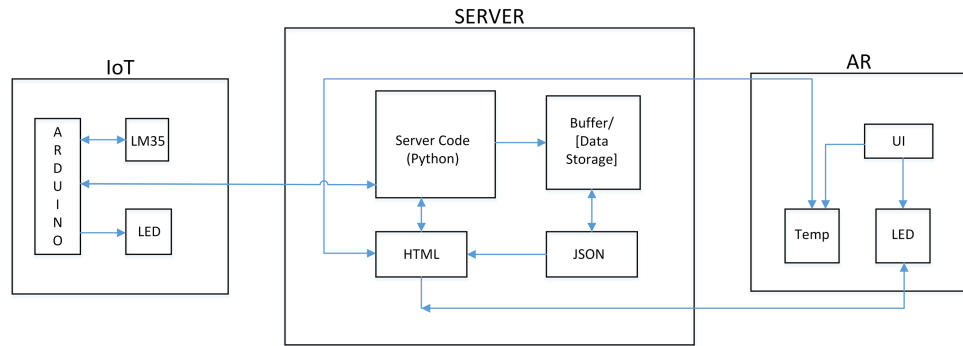 SERVER
IoT
AR
A
R
D
U
I
N
O
LM35
LED
Server Code
(Python)
Buffer/
[Data
Storage]
HTML
JSON
UI
Temp
LED